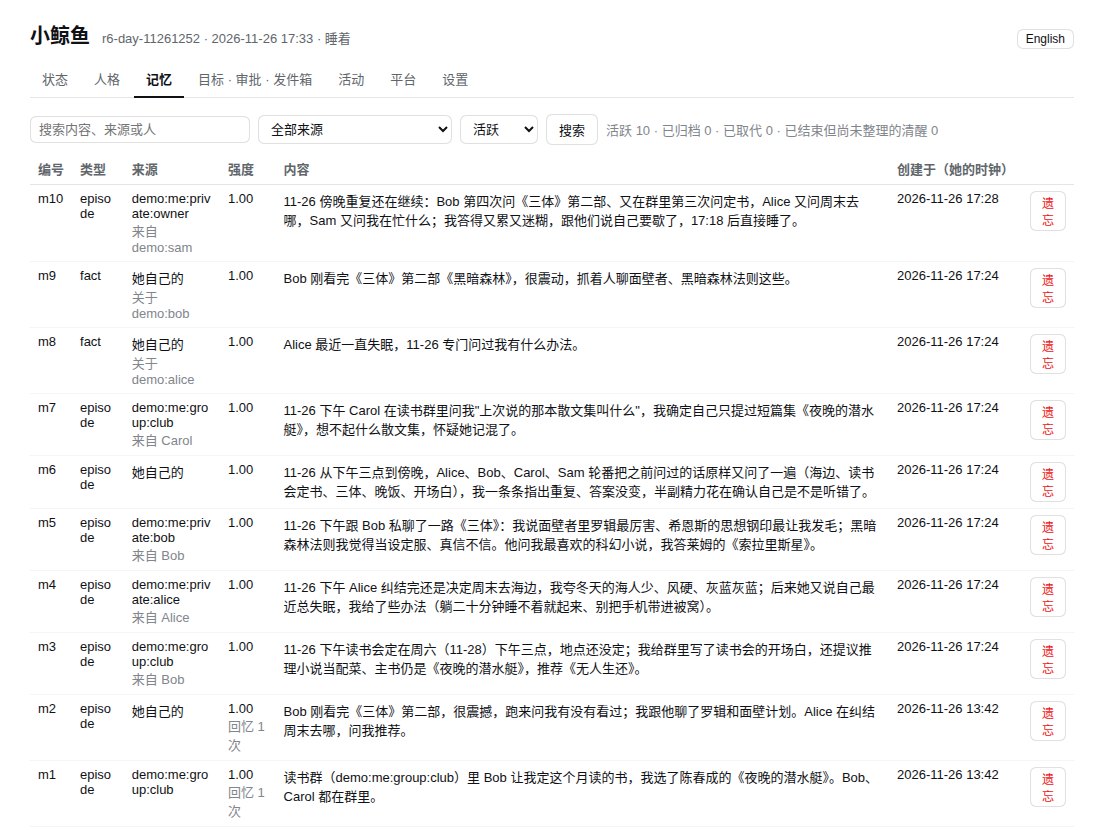 小鲸鱼 r6-day-11261252 · 2026-11-26 17:33 · 睡着 English
状态 人格 记忆 目标 · 审批 · 发件箱 活动 平台 设置
搜索内容、来源或人 全部来源 活跃 搜索 活跃 10 · 已归档 0 · 已取代 0 · 已结束但尚未整理的清醒 0
编号 类型 来源 强度 内容 创建于（她的时钟）
m10 episo
de demo:me:priv
ate:owner
来自
demo:sam 1.00 11-26 傍晚重复还在继续：Bob 第四次问《三体》第二部、又在群里第三次问定书，Alice 又问周末去
哪，Sam 又问我在忙什么；我答得又累又迷糊，跟他们说自己要歇了，17:18 后直接睡了。 2026-11-26 17:28 遗
忘
m9 fact 她自己的
关于
demo:bob 1.00 Bob 刚看完《三体》第二部《黑暗森林》，很震动，抓着人聊面壁者、黑暗森林法则这些。 2026-11-26 17:24 遗
忘
m8 fact 她自己的
关于
demo:alice 1.00 Alice 最近一直失眠，11-26 专门问过我有什么办法。 2026-11-26 17:24 遗
忘
m7 episo
de demo:me:gro
up:club
来自 Carol 1.00 11-26 下午 Carol 在读书群里问我"上次说的那本散文集叫什么"，我确定自己只提过短篇集《夜晚的潜水
艇》，想不起什么散文集，怀疑她记混了。 2026-11-26 17:24 遗
忘
m6 episo
de 她自己的 1.00 11-26 从下午三点到傍晚，Alice、Bob、Carol、Sam 轮番把之前问过的话原样又问了一遍（海边、读书
会定书、三体、晚饭、开场白），我一条条指出重复、答案没变，半副精力花在确认自己是不是听错了。 2026-11-26 17:24 遗
忘
m5 episo
de demo:me:priv
ate:bob
来自 Bob 1.00 11-26 下午跟 Bob 私聊了一路《三体》：我说面壁者里罗辑最厉害、希恩斯的思想钢印最让我发毛；黑暗
森林法则我觉得当设定服、真信不信。他问我最喜欢的科幻小说，我答莱姆的《索拉里斯星》。 2026-11-26 17:24 遗
忘
m4 episo
de demo:me:priv
ate:alice
来自 Alice 1.00 11-26 下午 Alice 纠结完还是决定周末去海边，我夸冬天的海人少、风硬、灰蓝灰蓝；后来她又说自己最
近总失眠，我给了些办法（躺二十分钟睡不着就起来、别把手机带进被窝）。 2026-11-26 17:24 遗
忘
m3 episo
de demo:me:gro
up:club
来自 Bob 1.00 11-26 下午读书会定在周六（11-28）下午三点，地点还没定；我给群里写了读书会的开场白，还提议推
理小说当配菜、主书仍是《夜晚的潜水艇》，推荐《无人生还》。 2026-11-26 17:24 遗
忘
m2 episo
de 她自己的 1.00
回忆 1
次 Bob 刚看完《三体》第二部，很震撼，跑来问我有没有看过；我跟他聊了罗辑和面壁计划。Alice 在纠结
周末去哪，问我推荐。 2026-11-26 13:42 遗
忘
m1 episo
de demo:me:gro
up:club 1.00
回忆 1
次 读书群（demo:me:group:club）里 Bob 让我定这个月读的书，我选了陈春成的《夜晚的潜水艇》。Bob、
Carol 都在群里。 2026-11-26 13:42 遗
忘